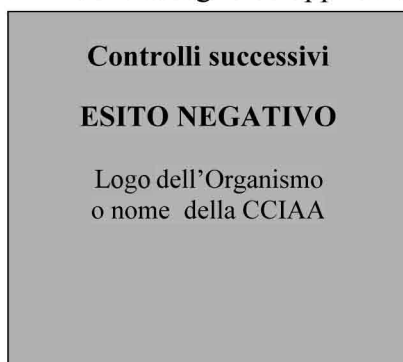 Controlli successivi
ESITO NEGATIVO
Logo dell’Organismo
o nome della CCIAA